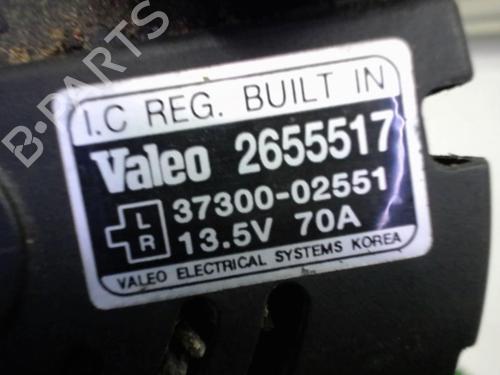 B-PARTS
I.C REG. BUILT IN
Valeo 2655517
L 37300-02551
R 13.5V 70A
VALEO ELECTRICAL SYSTEMS KOREA